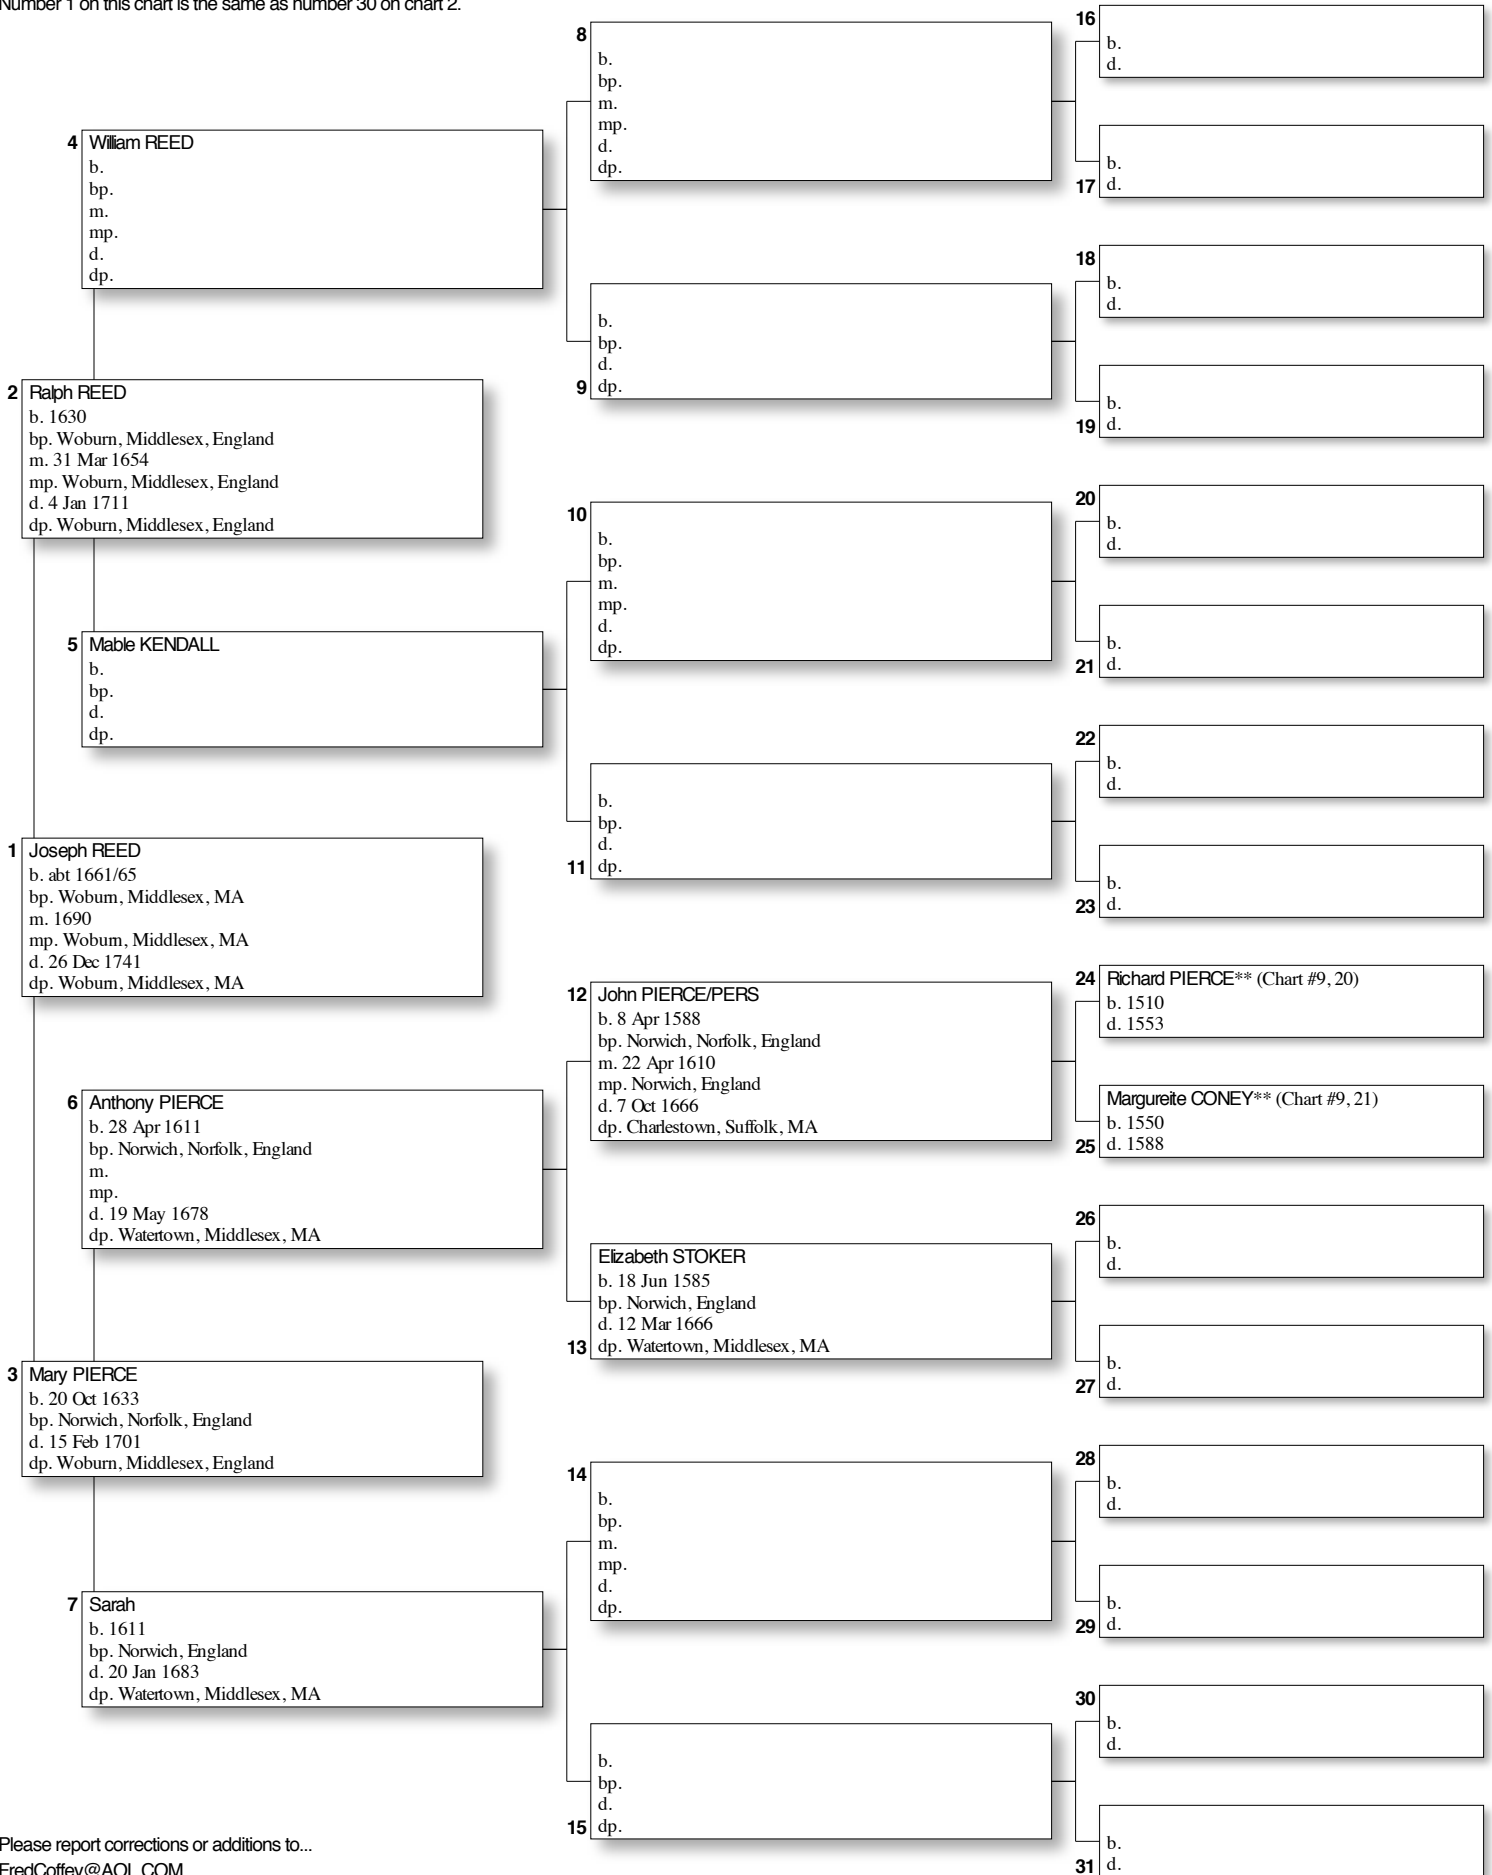 Number 1 on this chart is the same as number 30 on chart 2.
1 Joseph REED
b. abt 1661/65
bp. Woburn, Middlesex, MA
m. 1690
mp. Woburn, Middlesex, MA
d. 26 Dec 1741
dp. Woburn, Middlesex, MA
2 Ralph REED
b. 1630
bp. Woburn, Middlesex, England
m. 31 Mar 1654
mp. Woburn, Middlesex, England
d. 4 Jan 1711
dp. Woburn, Middlesex, England
3 Mary PIERCE
b. 20 Oct 1633
bp. Norwich, Norfolk, England
d. 15 Feb 1701
dp. Woburn, Middlesex, England
4 William REED
b.
bp.
m.
mp.
d.
dp.
5 Mable KENDALL
b.
bp.
d.
dp.
6 Anthony PIERCE
b. 28 Apr 1611
bp. Norwich, Norfolk, England
m.
mp.
d. 19 May 1678
dp. Watertown, Middlesex, MA
7 Sarah
b. 1611
bp. Norwich, England
d. 20 Jan 1683
dp. Watertown, Middlesex, MA
8
b.
bp.
m.
mp.
d.
dp.
b.
bp.
d.
9 dp.
10
b.
bp.
m.
mp.
d.
dp.
b.
bp.
d.
11 dp.
12 John PIERCE/PERS
b. 8 Apr 1588
bp. Norwich, Norfolk, England
m. 22 Apr 1610
mp. Norwich, England
d. 7 Oct 1666
dp. Charlestown, Suffolk, MA
Elizabeth STOKER
b. 18 Jun 1585
bp. Norwich, England
d. 12 Mar 1666
13 dp. Watertown, Middlesex, MA
14
b.
bp.
m.
mp.
d.
dp.
b.
bp.
d.
15 dp.
16
b.
d.
b.
17 d.
18
b.
d.
b.
19 d.
20
b.
d.
b.
21 d.
22
b.
d.
b.
23 d.
24 Richard PIERCE** (Chart #9, 20)
b. 1510
d. 1553
Margureite CONEY** (Chart #9, 21)
b. 1550
25 d. 1588
26
b.
d.
b.
27 d.
28
b.
d.
b.
29 d.
30
b.
d.
b.
31 d.
Please report corrections or additions to...
FredCoffey@AOL.COM